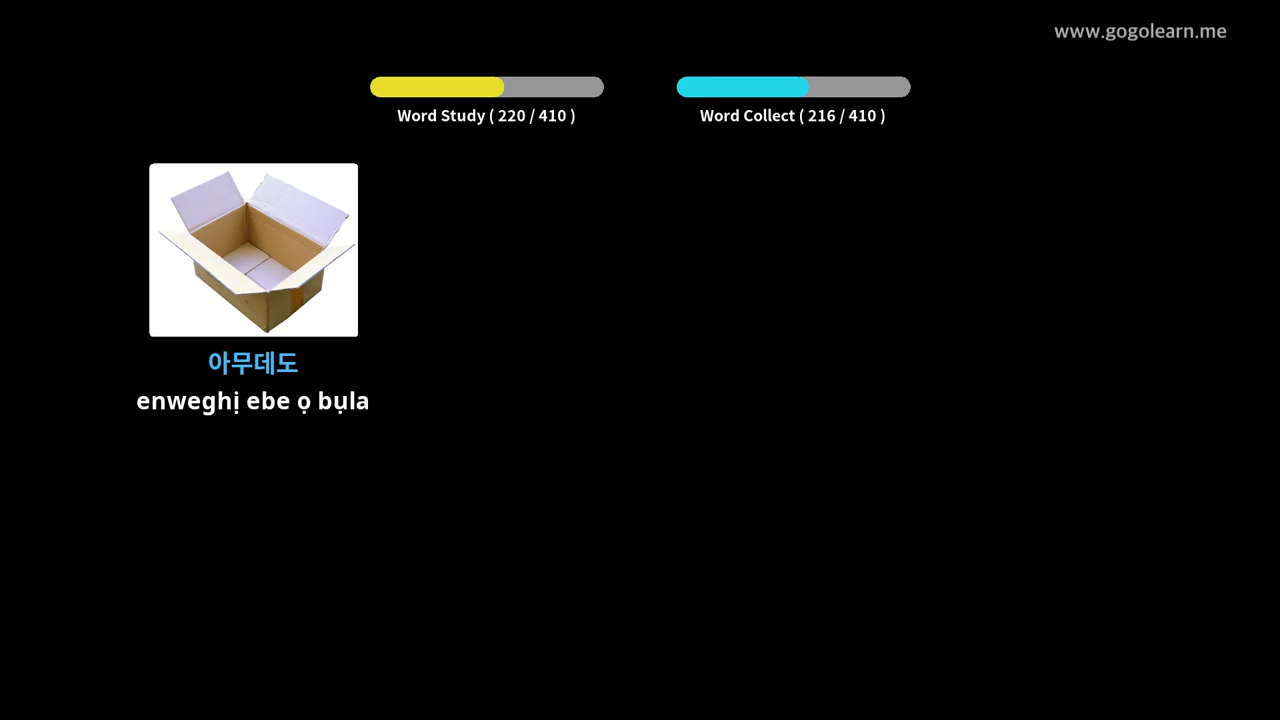 www.gogolearn.me
Word Study ( 220 / 410 )
Word Collect ( 216 / 410 )
아무데도
enweghị ebe ọ bụla